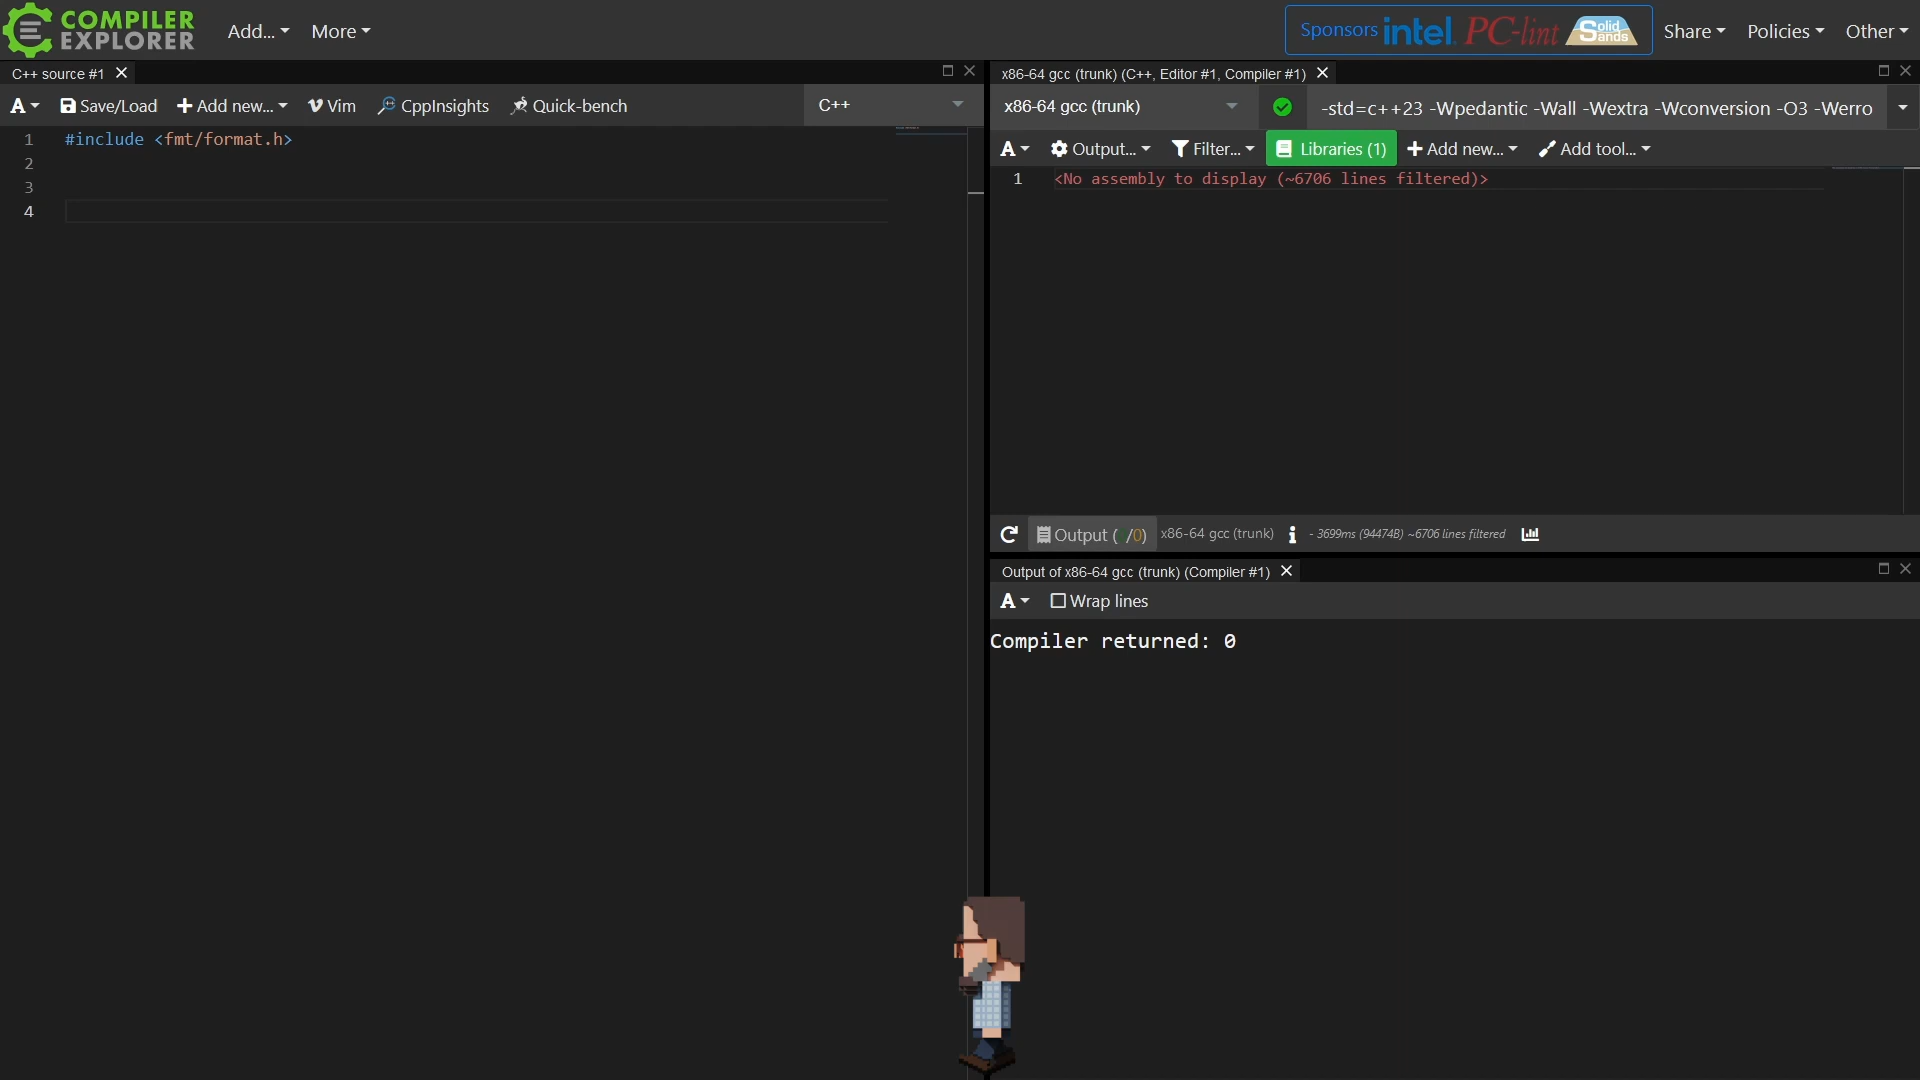 COMPILER
EXPLORER
Add...
More
Sponsors intel PC-lint Solid Sands
Share
Policies
Other
C++ source #1
A
Save/Load
Add new...
Vim
CppInsights
Quick-bench
C++
1 #include <fmt/format.h>
2
3
4
x86-64 gcc (trunk) (C++, Editor #1, Compiler #1)
x86-64 gcc (trunk)
-std=c++23 -Wpedantic -Wall -Wextra -Wconversion -O3 -Werro
A
Output...
Filter...
Libraries (1)
Add new...
Add tool...
1 <No assembly to display (~6706 lines filtered)>
Output ( /0)
x86-64 gcc (trunk)
- 3699ms (94474B) ~6706 lines filtered
Output of x86-64 gcc (trunk) (Compiler #1)
A
Wrap lines
Compiler returned: 0